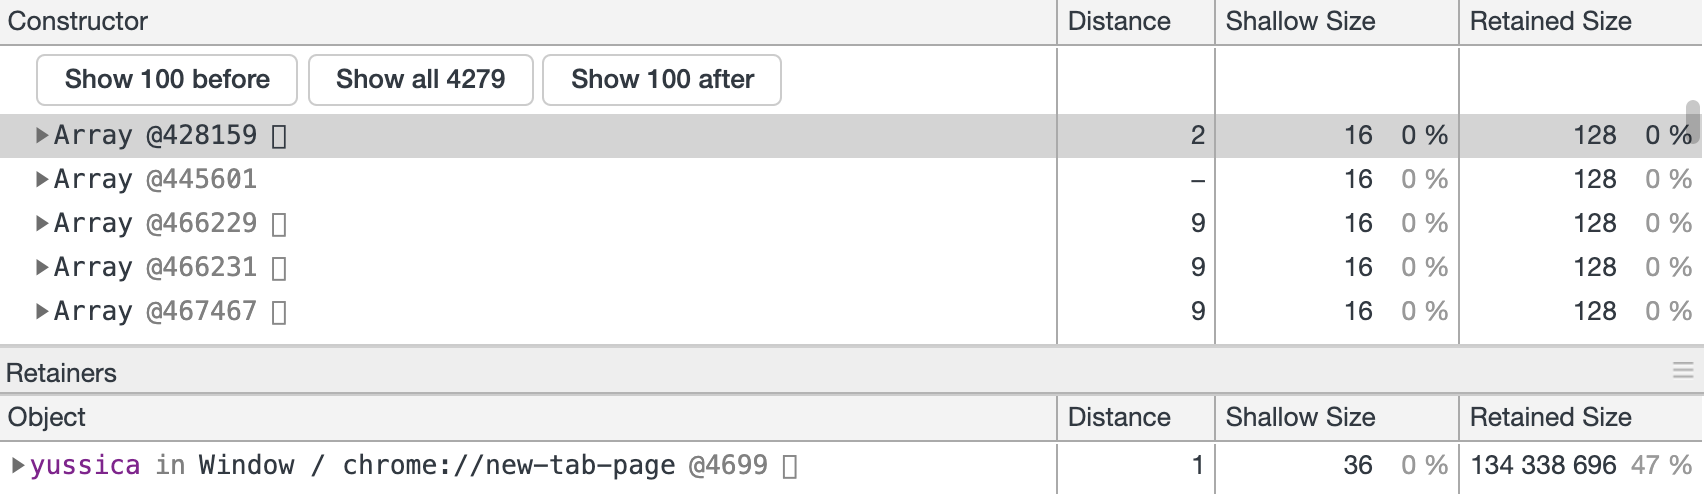 Constructor Distance Shallow Size Retained Size
Show 100 before Show all 4279 Show 100 after
Array @428159 2 16 0 % 128 0 %
Array @445601 – 16 0 % 128 0 %
Array @466229 9 16 0 % 128 0 %
Array @466231 9 16 0 % 128 0 %
Array @467467 9 16 0 % 128 0 %
Retainers
Object Distance Shallow Size Retained Size
yussica in Window / chrome://new-tab-page @4699 1 36 0 % 134 338 696 47 %